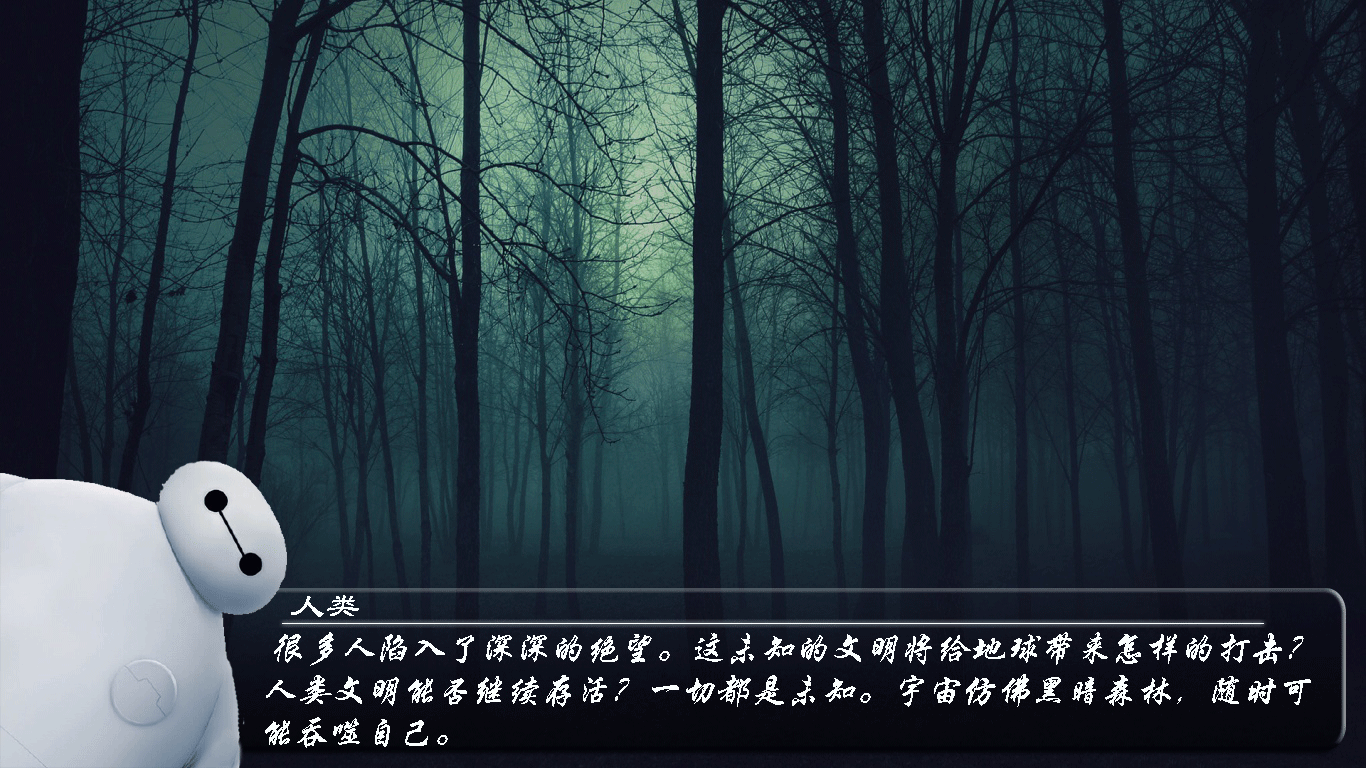 人类
很多人陷入了深深的绝望。这未知的文明将给地球带来怎样的打击?
人类文明能否继续存活? 一切都是未知。宇宙仿佛黑暗森林, 随时可
能吞噬自己。